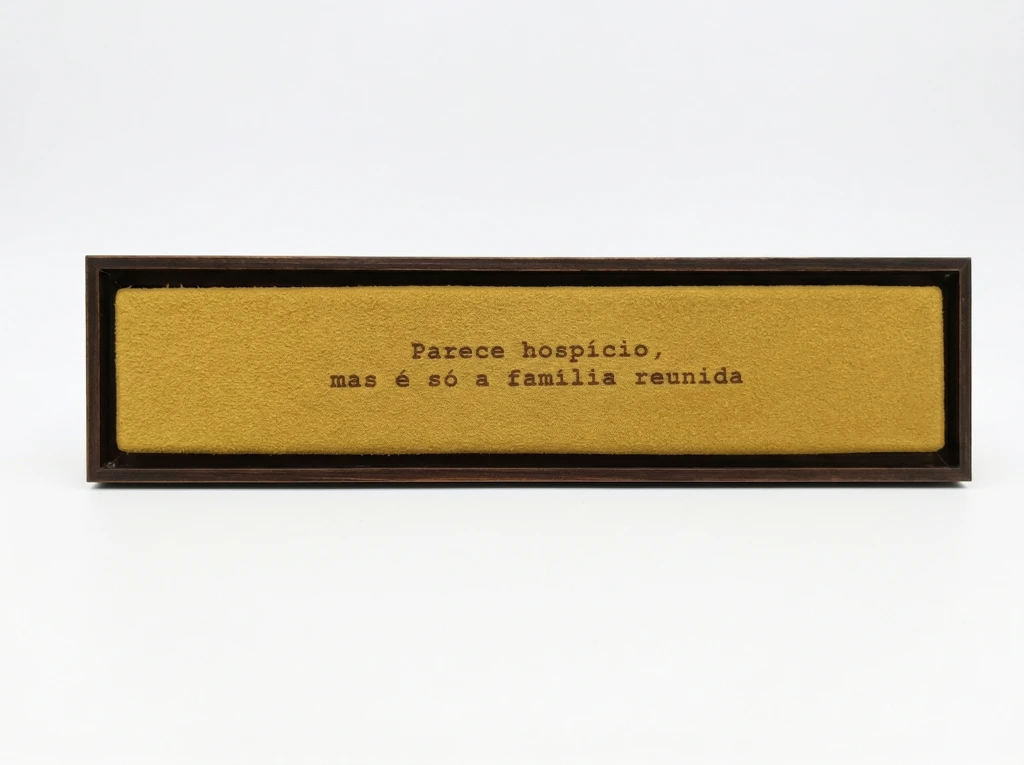 Parece hospício,
mas é só a família reunida